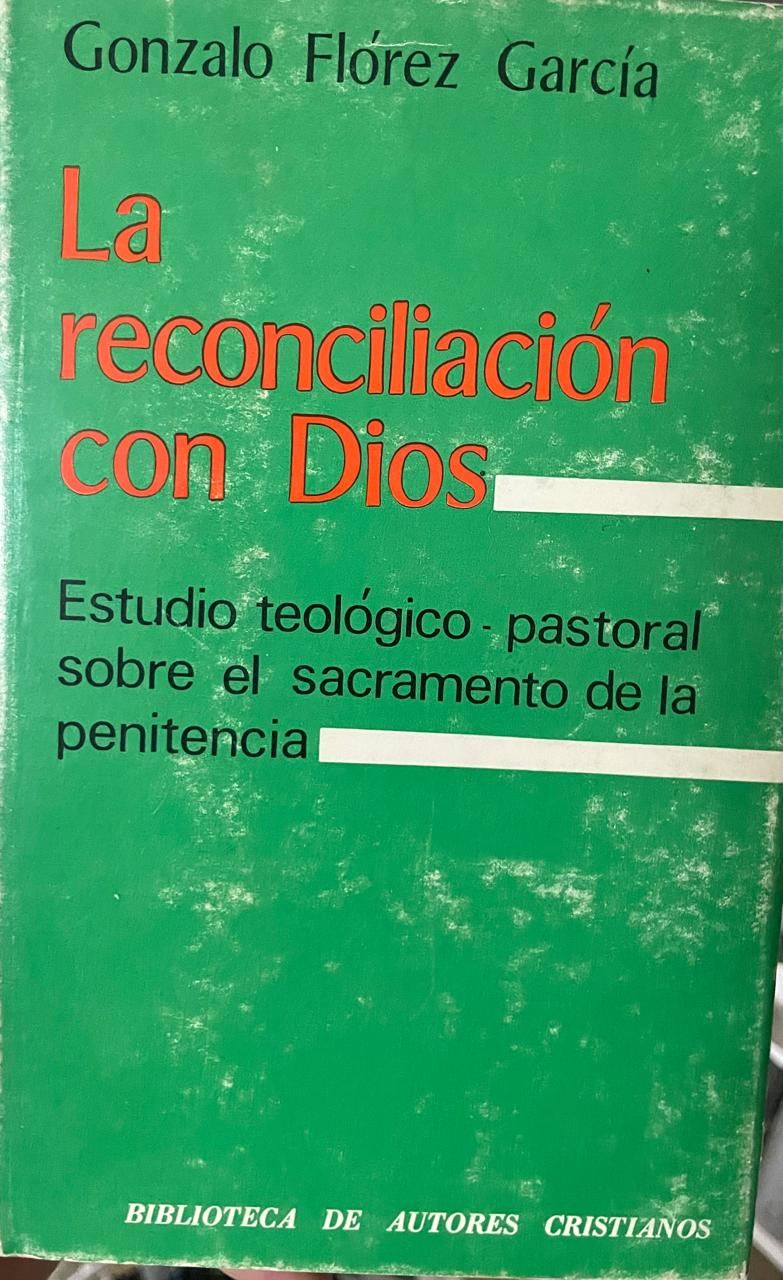 Gonzalo Flórez García
La
reconciliación
con Dios
Estudio teológico - pastoral
sobre el sacramento de la
penitencia
BIBLIOTECA DE AUTORES CRISTIANOS